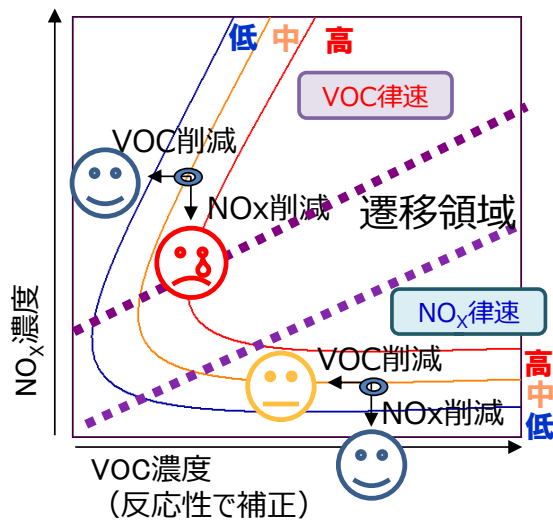 低 中 高
VOC律速
VOC削減
NOx削減
遷移領域
NOX律速
VOC削減
NOx削減
高
中
低
NOX濃度
VOC濃度
（反応性で補正）